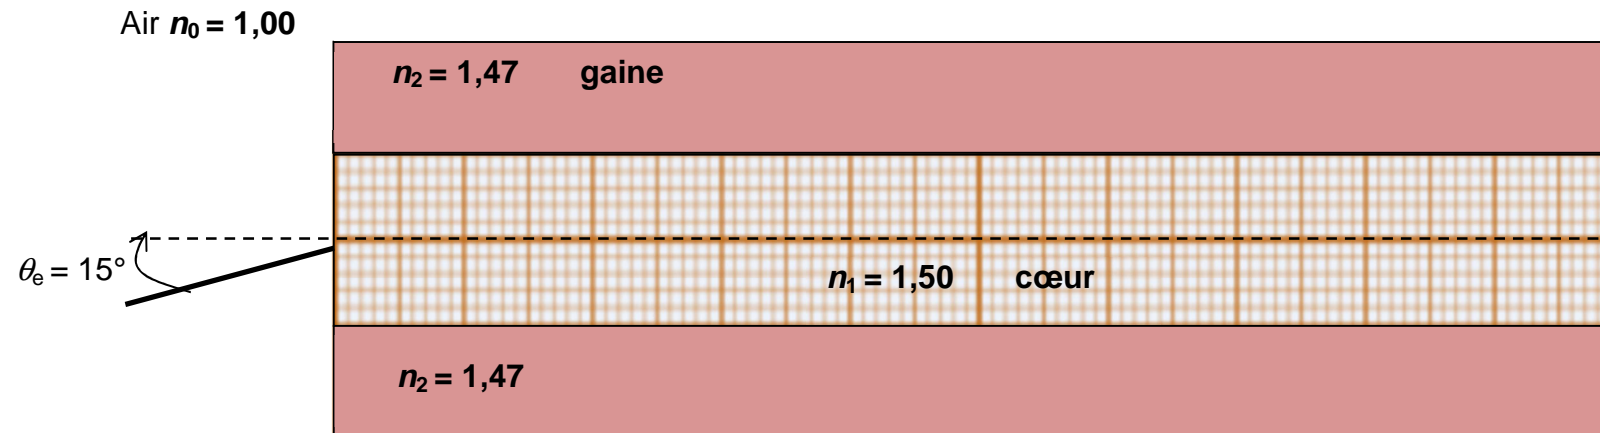 Air n₀ = 1,00
n₂ = 1,47 gaine
θₑ = 15°
n₁ = 1,50 cœur
n₂ = 1,47